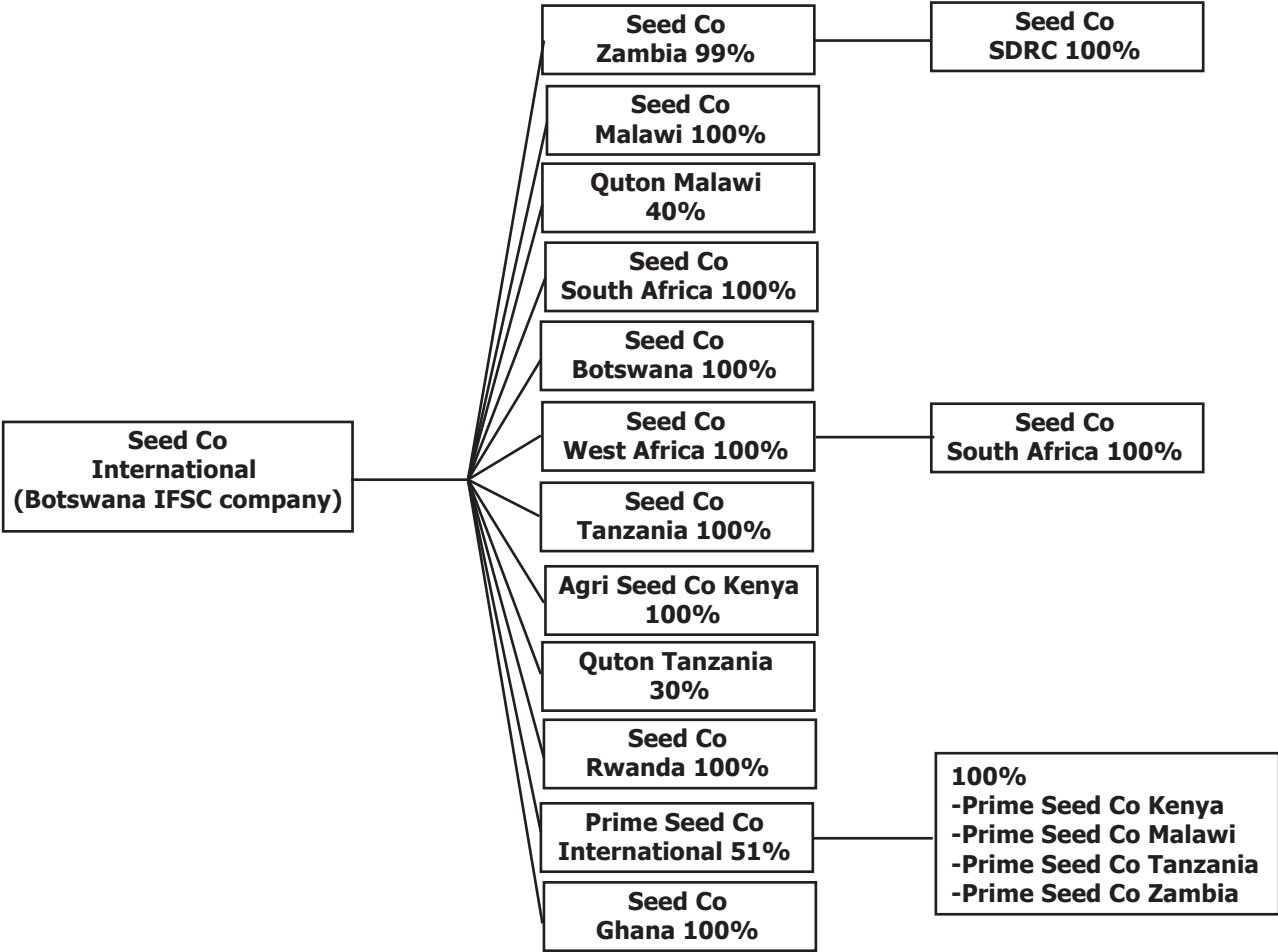 Seed Co
International
(Botswana IFSC company)
Seed Co
Zambia 99%
Seed Co
SDRC 100%
Seed Co
Malawi 100%
Quton Malawi
40%
Seed Co
South Africa 100%
Seed Co
Botswana 100%
Seed Co
West Africa 100%
Seed Co
South Africa 100%
Seed Co
Tanzania 100%
Agri Seed Co Kenya
100%
Quton Tanzania
30%
Seed Co
Rwanda 100%
Prime Seed Co
International 51%
100%
-Prime Seed Co Kenya
-Prime Seed Co Malawi
-Prime Seed Co Tanzania
-Prime Seed Co Zambia
Seed Co
Ghana 100%